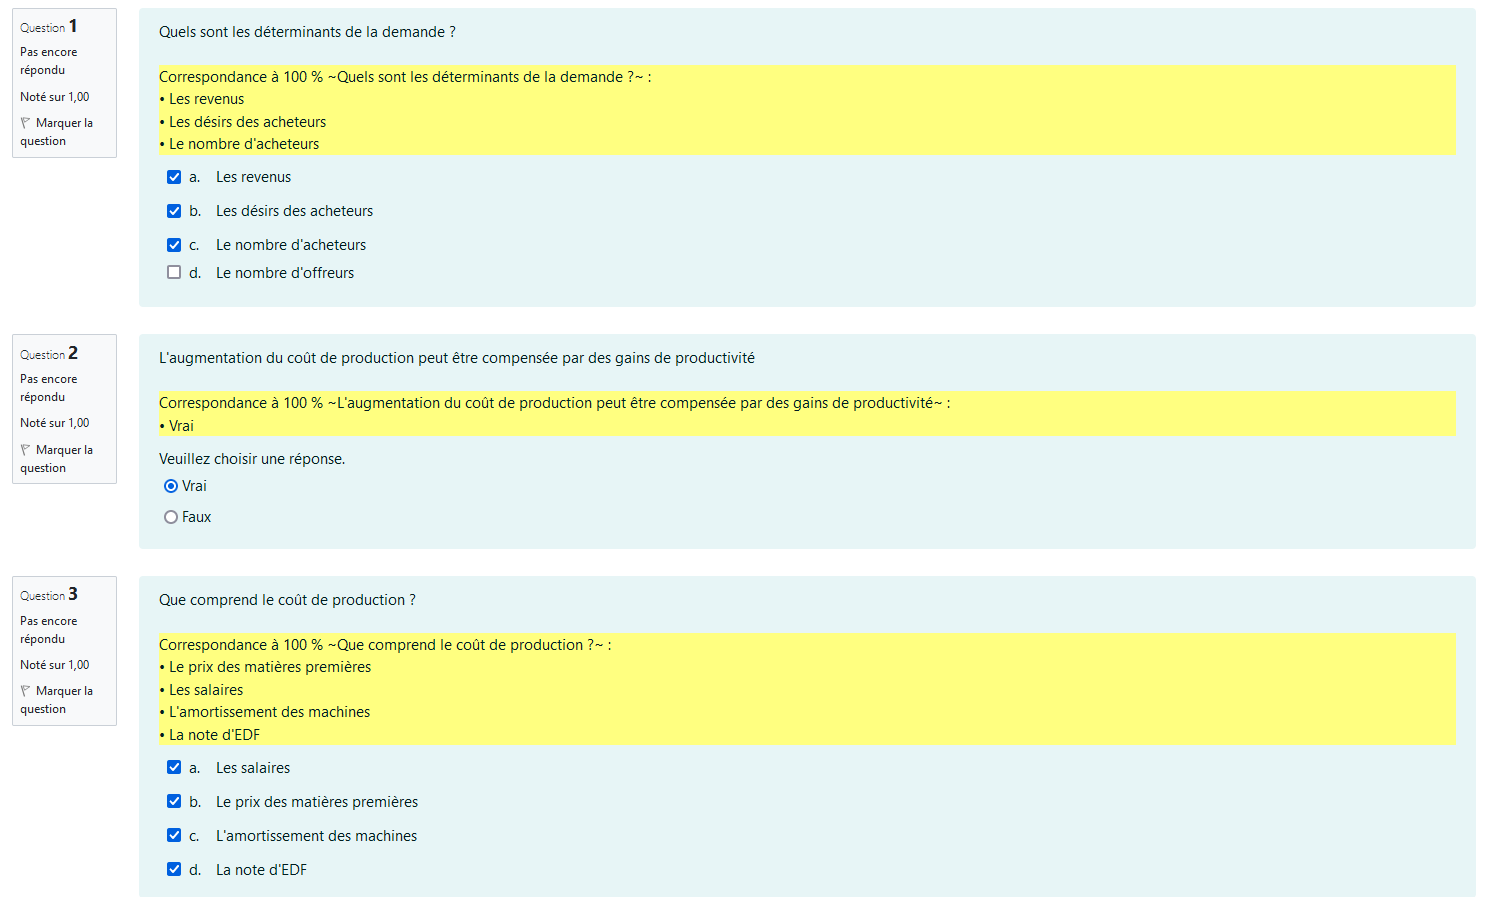 Question 1
Pas encore
répondu
Noté sur 1,00
Marquer la
question
Quels sont les déterminants de la demande ?
Correspondance à 100 % ~Quels sont les déterminants de la demande ?~ :
• Les revenus
• Les désirs des acheteurs
• Le nombre d'acheteurs
a. Les revenus
b. Les désirs des acheteurs
c. Le nombre d'acheteurs
d. Le nombre d'offreurs
Question 2
Pas encore
répondu
Noté sur 1,00
Marquer la
question
L'augmentation du coût de production peut être compensée par des gains de productivité
Correspondance à 100 % ~L'augmentation du coût de production peut être compensée par des gains de productivité~ :
• Vrai
Veuillez choisir une réponse.
Vrai
Faux
Question 3
Pas encore
répondu
Noté sur 1,00
Marquer la
question
Que comprend le coût de production ?
Correspondance à 100 % ~Que comprend le coût de production ?~ :
• Le prix des matières premières
• Les salaires
• L'amortissement des machines
• La note d'EDF
a. Les salaires
b. Le prix des matières premières
c. L'amortissement des machines
d. La note d'EDF